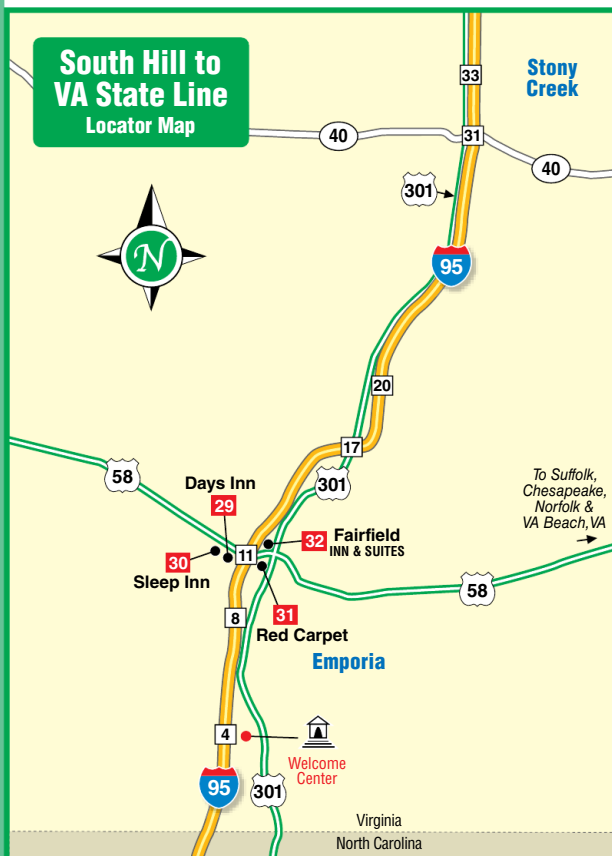 South Hill to
VA State Line
Locator Map
33
Stony
Creek
40
31
40
301
N
95
20
17
58
301
Days Inn
29
To Suffolk,
Chesapeake,
Norfolk &
VA Beach,VA
32 Fairfield
INN & SUITES
30
11
Sleep Inn
58
31
8
Red Carpet
Emporia
4
Welcome
Center
95
301
Virginia
North Carolina